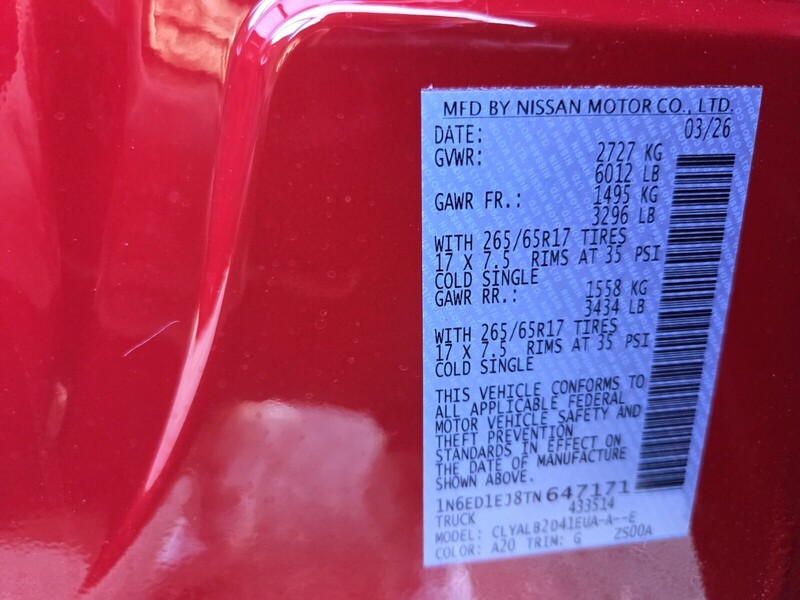 MFD BY NISSAN MOTOR CO., LTD.
DATE: 03/26
GVWR: 2727 KG
6012 LB
GAWR FR.: 1495 KG
3296 LB
WITH 265/65R17 TIRES
17 X 7.5 RIMS AT 35 PSI
COLD SINGLE
GAWR RR.: 1558 KG
3434 LB
WITH 265/65R17 TIRES
17 X 7.5 RIMS AT 35 PSI
COLD SINGLE
THIS VEHICLE CONFORMS TO
ALL APPLICABLE FEDERAL
MOTOR VEHICLE SAFETY AND
THEFT PREVENTION
STANDARDS IN EFFECT ON
THE DATE OF MANUFACTURE
SHOWN ABOVE.
1N6ED1EJ8TN647171
TRUCK 433514
MODEL: CLYALB2D41EUA-A--E
COLOR: A20 TRIM: G ZS00A